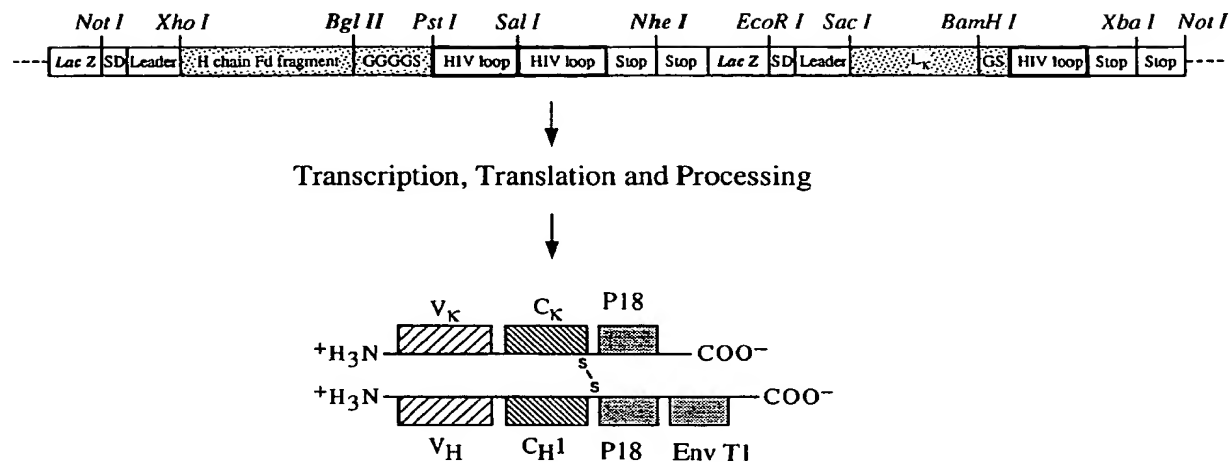 Not I Xho I Bgl II Pst I Sal I Nhe I EcoR I Sac I BamH I Xba I Not I
Lac Z SD Leader H chain Fd fragment GGGGS HIV loop HIV loop Stop Stop Lac Z SD Leader Lκ GS HIV loop Stop Stop
Transcription, Translation and Processing
Vκ Cκ P18
⁺H₃N COO⁻
S
S
⁺H₃N COO⁻
VH CH1 P18 Env T1